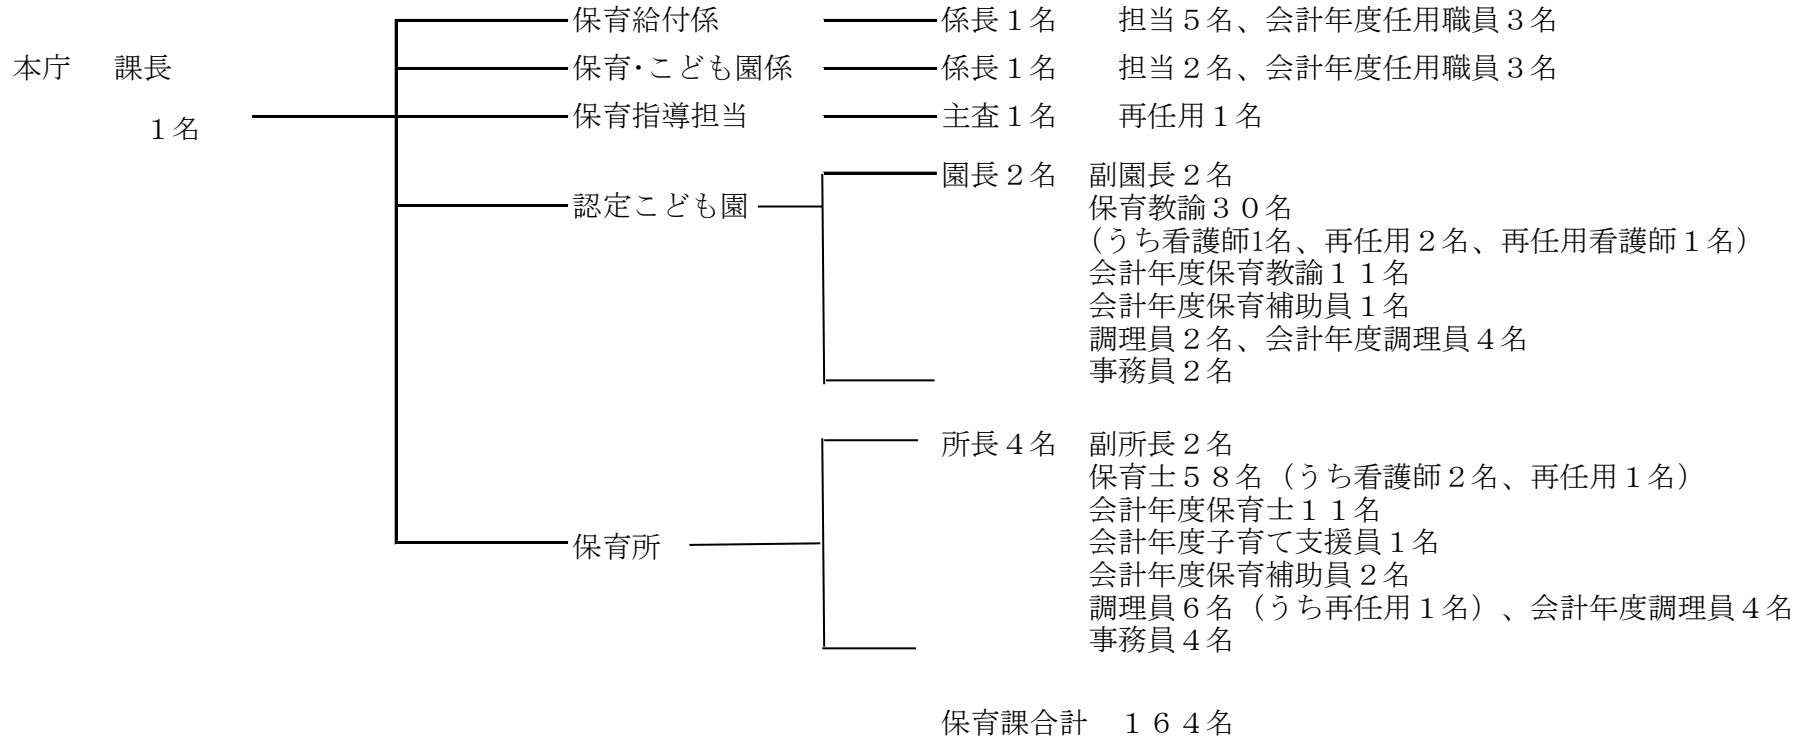 保育給付係 係長１名 担当５名、会計年度任用職員３名
本庁 課長 保育・こども園係 係長１名 担当２名、会計年度任用職員３名
１名 保育指導担当 主査１名 再任用１名
園長２名 副園長２名
認定こども園 保育教諭３０名
（うち看護師1名、再任用２名、再任用看護師１名）
会計年度保育教諭１１名
会計年度保育補助員１名
調理員２名、会計年度調理員４名
事務員２名
所長４名 副所長２名
保育士５８名（うち看護師２名、再任用１名）
会計年度保育士１１名
保育所 会計年度子育て支援員１名
会計年度保育補助員２名
調理員６名（うち再任用１名）、会計年度調理員４名
事務員４名
保育課合計 １６４名